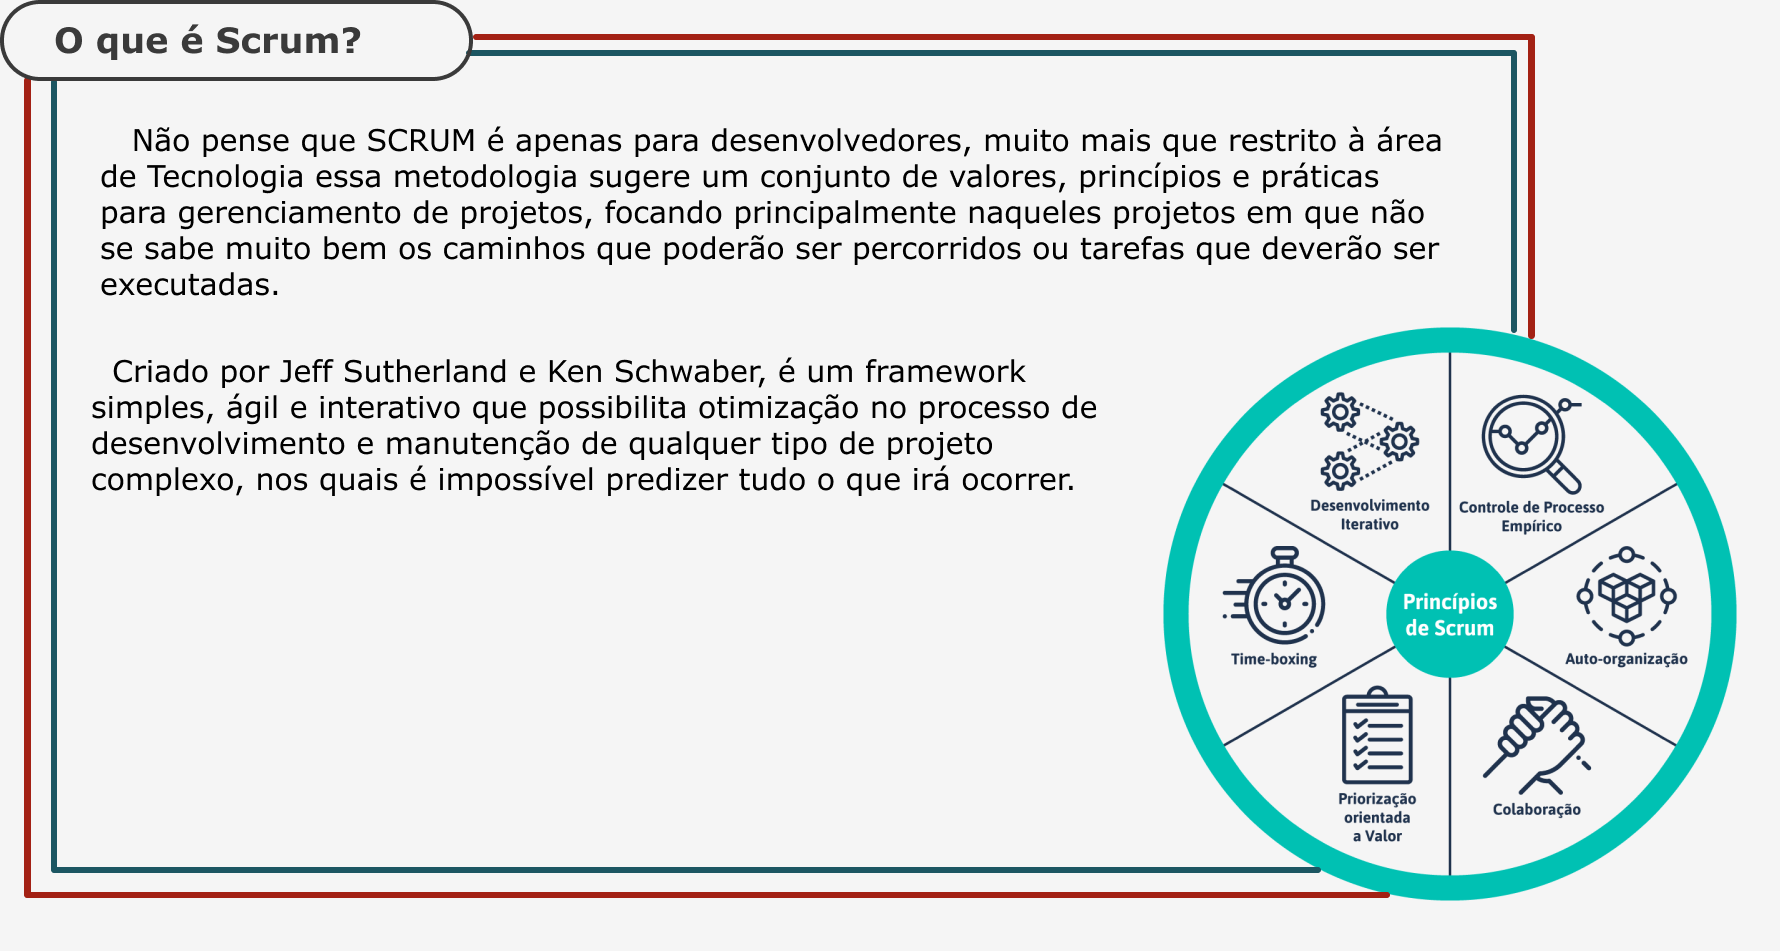 O que é Scrum?
Não pense que SCRUM é apenas para desenvolvedores, muito mais que restrito à área
de Tecnologia essa metodologia sugere um conjunto de valores, princípios e práticas
para gerenciamento de projetos, focando principalmente naqueles projetos em que não
se sabe muito bem os caminhos que poderão ser percorridos ou tarefas que deverão ser
executadas.
Criado por Jeff Sutherland e Ken Schwaber, é um framework
simples, ágil e interativo que possibilita otimização no processo de
desenvolvimento e manutenção de qualquer tipo de projeto
complexo, nos quais é impossível predizer tudo o que irá ocorrer.
Desenvolvimento
Iterativo
Controle de Processo
Empírico
Time-boxing
Princípios
de Scrum
Auto-organização
Priorização
orientada
a Valor
Colaboração